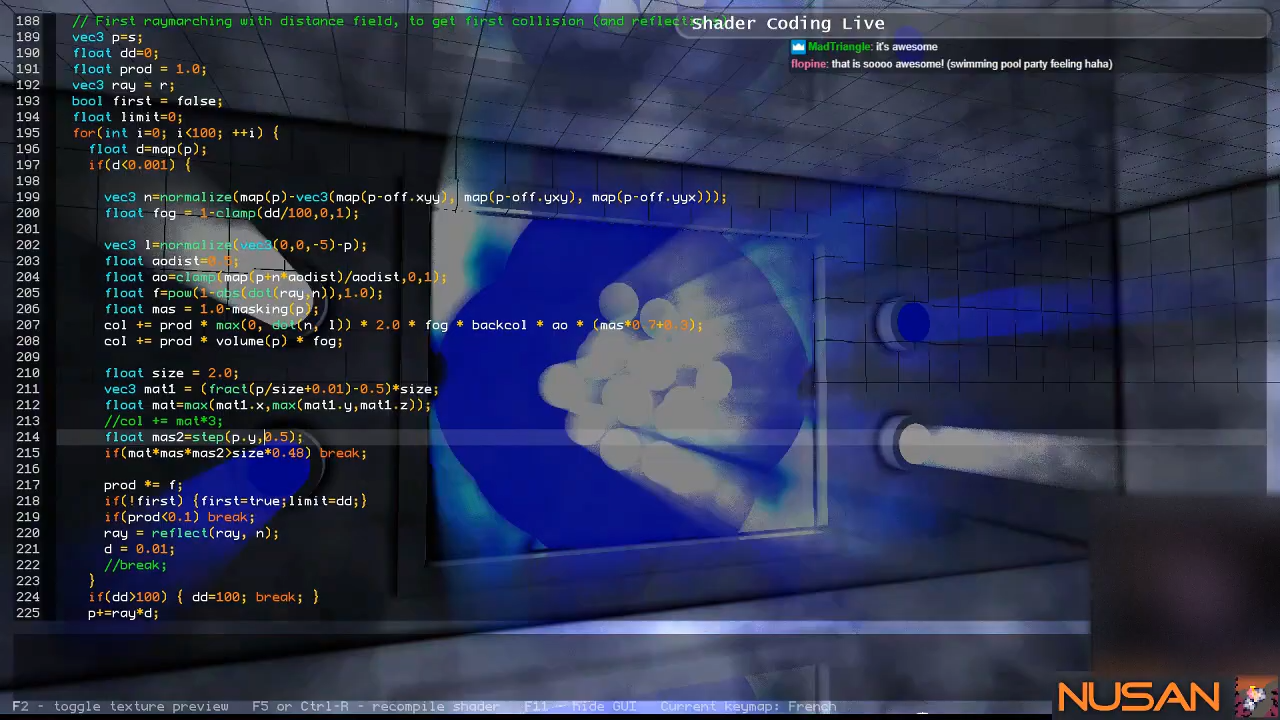 188 // First raymarching with distance field, to get first collision (and reflec
189 vec3 p=s;
190 float dd=0;
191 float prod = 1.0;
192 vec3 ray = r;
193 bool first = false;
194 float limit=0;
195 for(int i=0; i<100; ++i) {
196 float d=map(p);
197 if(d<0.001) {
198
199 vec3 n=normalize(map(p)-vec3(map(p-off.xyy), map(p-off.yxy), map(p-off.yyx)));
200 float fog = 1-clamp(dd/100,0,1);
201
202 vec3 l=normalize(vec3(0,0,-5)-p);
203 float aodist=0.5;
204 float ao=clamp(map(p+n*aodist)/aodist,0,1);
205 float f=pow(1-abs(dot(ray,n)),1.0);
206 float mas = 1.0-masking(p);
207 col += prod * max(0, dot(n, l)) * 2.0 * fog * backcol * ao * (mas*0.7+0.3);
208 col += prod * volume(p) * fog;
209
210 float size = 2.0;
211 vec3 mat1 = (fract(p/size+0.01)-0.5)*size;
212 float mat=max(mat1.x,max(mat1.y,mat1.z));
213 //col += mat*3;
214 float mas2=step(p.y,0.5);
215 if(mat*mas*mas2>size*0.48) break;
216
217 prod *= f;
218 if(!first) {first=true;limit=dd;}
219 if(prod<0.1) break;
220 ray = reflect(ray, n);
221 d = 0.01;
222 //break;
223 }
224 if(dd>100) { dd=100; break; }
225 p+=ray*d;
Shader Coding Live
MadTriangle: it's awesome
flopine: that is soooo awesome! (swimming pool party feeling haha)
F2 - toggle texture preview F5 or Ctrl-R - recompile shader F11 - hide GUI Current keymap: French
NUSAN